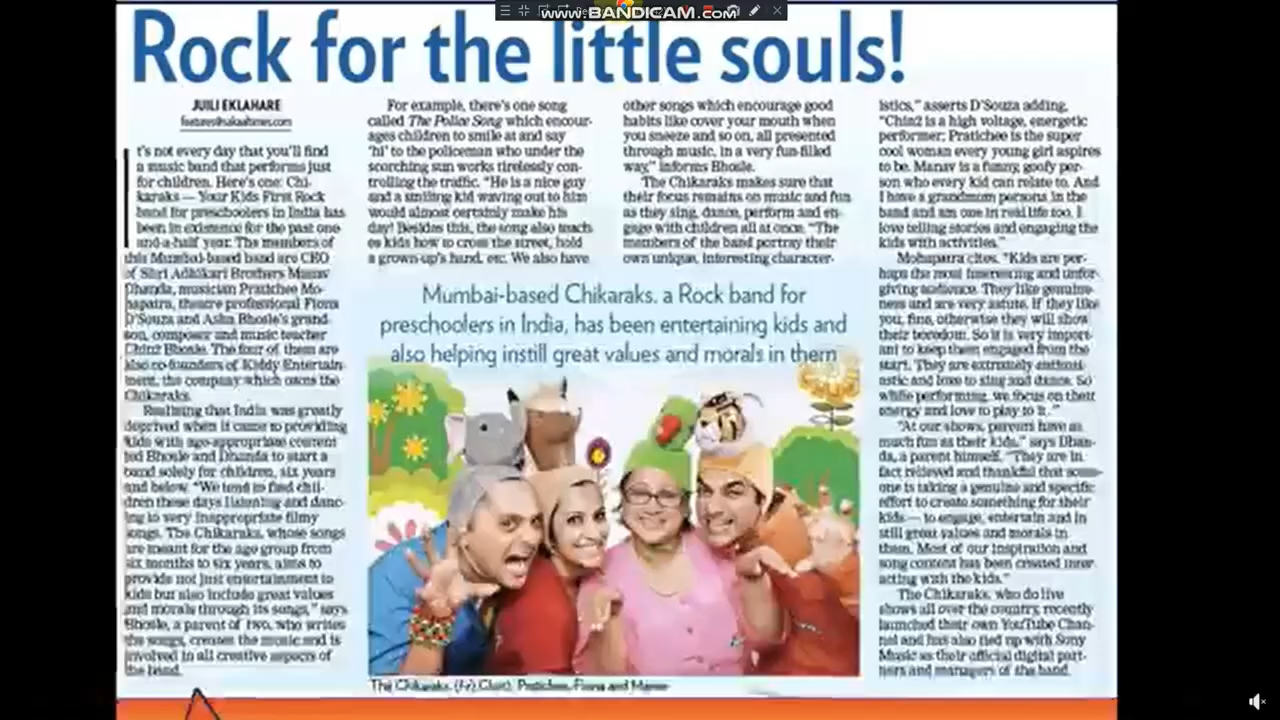 www.BANDICAM.com
Rock for the little souls!
JUILI EKLAHARE
features@sakaaltimes.com
It's not every day that you'll find
a music band that performs just
for children. Here's one: Chi-
karaks — Your Kids First Rock
band for preschoolers in India has
been in existence for the past one
and-a-half year. The members of
this Mumbai-based band are CEO
of Shri Adhikari Brothers Manav
Dhanda, musician Pratichee Mo-
hapatra, theatre professional Fiona
D'Souza and Asha Bhosle's grand-
son, composer and music teacher
Chin2 Bhosle. The four of them are
also co-founders of Kiddy Entertain-
ment, the company which owns the
Chikaraks.
Realising that India was greatly
deprived when it came to providing
kids with age-appropriate content
led Bhosle and Dhanda to start a
band solely for children, six years
and below. "We tend to find chil-
dren these days listening and danc-
ing to very inappropriate filmy
songs. The Chikaraks, whose songs
are meant for the age group from
six months to six years, aims to
provide not just entertainment to
kids but also include great values
and morals through its songs," says
Bhosle, a parent of two, who writes
the songs, creates the music and is
involved in all creative aspects of
the band.
For example, there's one song
called The Police Song which encour-
ages children to smile at and say
'hi' to the policeman who under the
scorching sun works tirelessly con-
trolling the traffic. "He is a nice guy
and a smiling kid waving out to him
would almost certainly make his
day! Besides this, the song also teach
es kids how to cross the street, hold
a grown-up's hand, etc. We also have
other songs which encourage good
habits like cover your mouth when
you sneeze and so on, all presented
through music, in a very fun-filled
way," informs Bhosle.
The Chikaraks makes sure that
their focus remains on music and fun
as they sing, dance, perform and en-
gage with children all at once. "The
members of the band portray their
own unique, interesting character-
istics," asserts D'Souza adding,
"Chin2 is a high voltage, energetic
performer; Pratichee is the super
cool woman every young girl aspires
to be. Manav is a funny, goofy per-
son who every kid can relate to. And
I have a grandmom persona in the
band and am one in real life too. I
love telling stories and engaging the
kids with activities."
Mohapatra cites, "Kids are per-
haps the most interesting and unfor-
giving audience. They like genuine-
ness and are very astute. If they like
you, fine, otherwise they will show
their boredom. So it is very import-
ant to keep them engaged from the
start. They are extremely enthusi-
astic and love to sing and dance. So
while performing, we focus on their
energy and love to play to it."
"At our shows, parents have as
much fun as their kids," says Dhan-
da, a parent himself. "They are in
fact relieved and thankful that some-
one is taking a genuine and specific
effort to create something for their
kids — to engage, entertain and in
still great values and morals in
them. Most of our inspiration and
song content has been created inter
acting with the kids."
The Chikaraks, who do live
shows all over the country, recently
launched their own YouTube Chan-
nel and has also tied up with Sony
Music as their official digital part-
ners and managers of the band.
Mumbai-based Chikaraks, a Rock band for
preschoolers in India, has been entertaining kids and
also helping instill great values and morals in them
The Chikaraks, (l-r) Chin2, Pratichee, Fiona and Manav